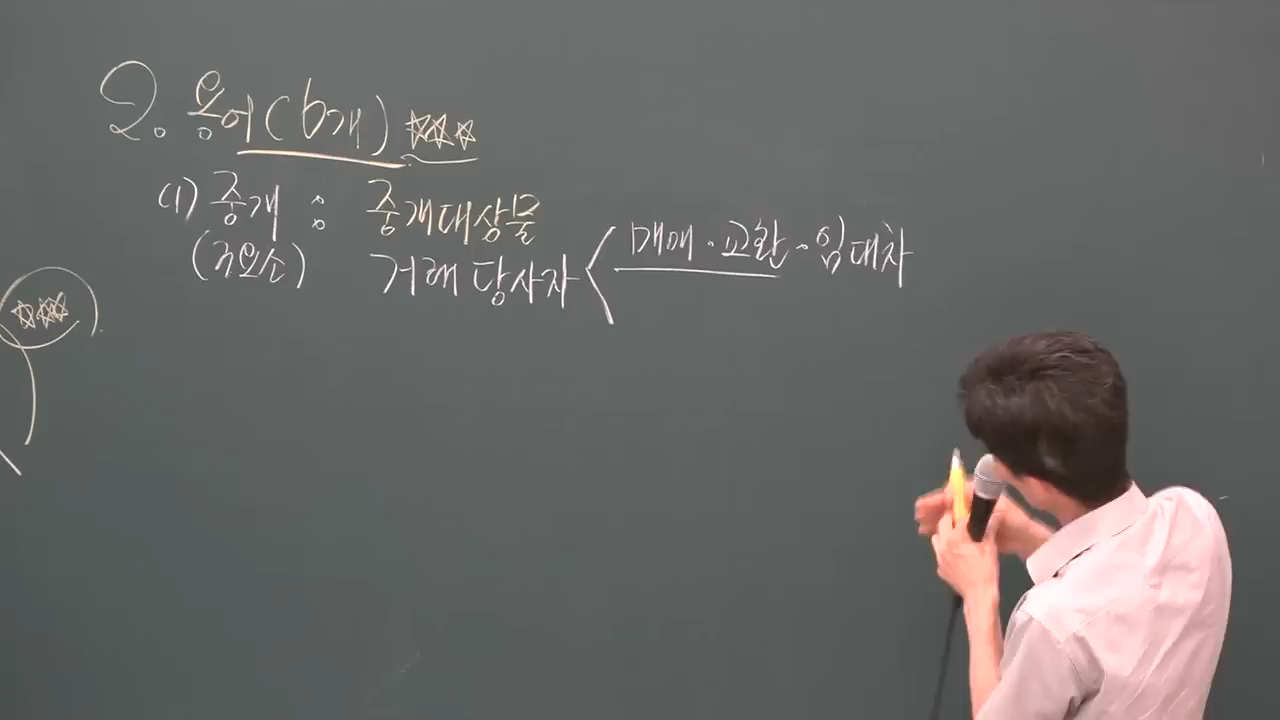 2. 용어(6개) ☆☆☆
(1) 중개 : 중개대상물
(3요소) 거래당사자 < 매매·교환·임대차
☆☆☆